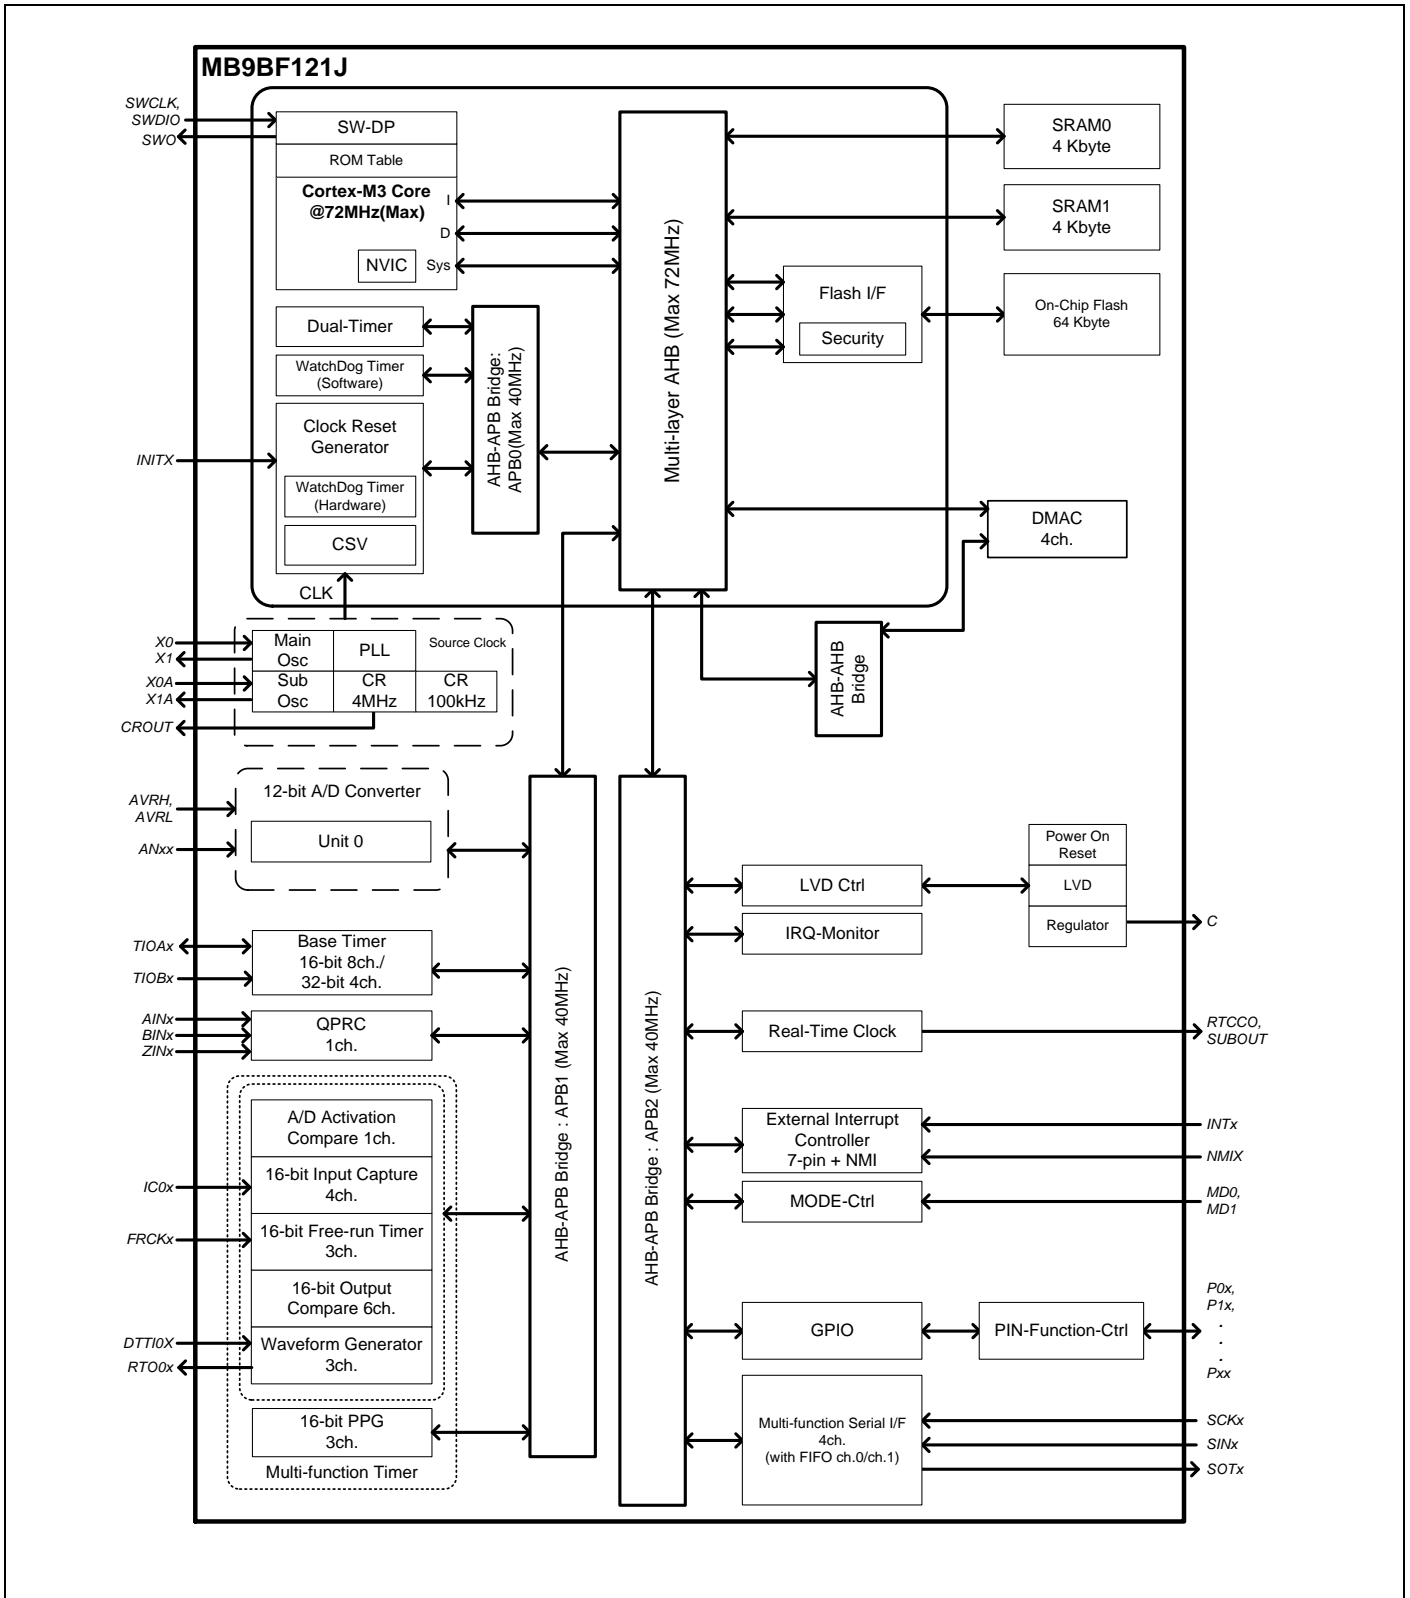 MB9BF121J
SWCLK,
SWDIO
SWO
SW-DP
ROM Table
Cortex-M3 Core
@72MHz(Max)
I
D
Sys
NVIC
Multi-layer AHB (Max 72MHz)
SRAM0
4 Kbyte
SRAM1
4 Kbyte
Flash I/F
Security
On-Chip Flash
64 Kbyte
Dual-Timer
WatchDog Timer
(Software)
INITX
Clock Reset
Generator
WatchDog Timer
(Hardware)
CSV
CLK
AHB-APB Bridge:
APB0(Max 40MHz)
DMAC
4ch.
AHB-AHB
Bridge
X0
X1
X0A
X1A
CROUT
Main
Osc
PLL
Source Clock
Sub
Osc
CR
4MHz
CR
100kHz
AVRH,
AVRL
ANxx
12-bit A/D Converter
Unit 0
TIOAx
TIOBx
Base Timer
16-bit 8ch./
32-bit 4ch.
AINx
BINx
ZINx
QPRC
1ch.
A/D Activation
Compare 1ch.
IC0x
16-bit Input Capture
4ch.
FRCKx
16-bit Free-run Timer
3ch.
16-bit Output
Compare 6ch.
DTTI0X
RTO0x
Waveform Generator
3ch.
16-bit PPG
3ch.
Multi-function Timer
AHB-APB Bridge : APB1 (Max 40MHz)
AHB-APB Bridge : APB2 (Max 40MHz)
LVD Ctrl
Power On
Reset
LVD
Regulator
C
IRQ-Monitor
Real-Time Clock
RTCCO,
SUBOUT
External Interrupt
Controller
7-pin + NMI
INTx
NMIX
MODE-Ctrl
MD0,
MD1
GPIO
PIN-Function-Ctrl
P0x,
P1x,
.
.
.
Pxx
Multi-function Serial I/F
4ch.
(with FIFO ch.0/ch.1)
SCKx
SINx
SOTx